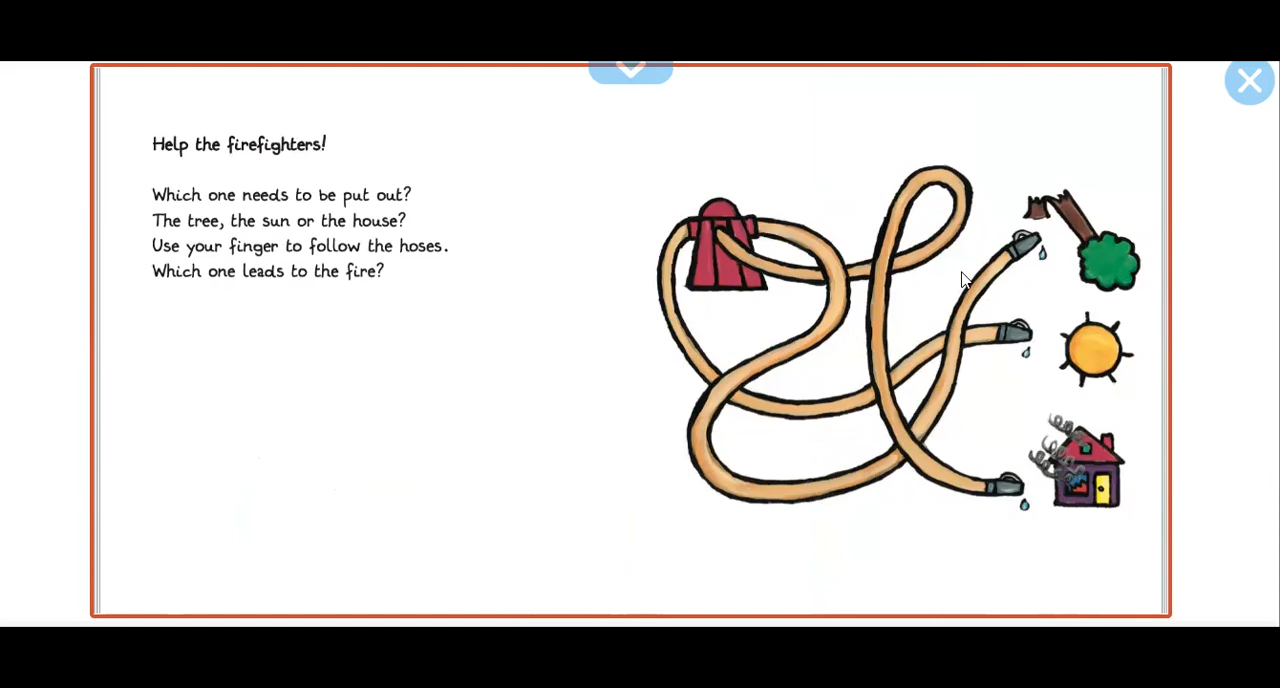 Help the firefighters!
Which one needs to be put out?
The tree, the sun or the house?
Use your finger to follow the hoses.
Which one leads to the fire?